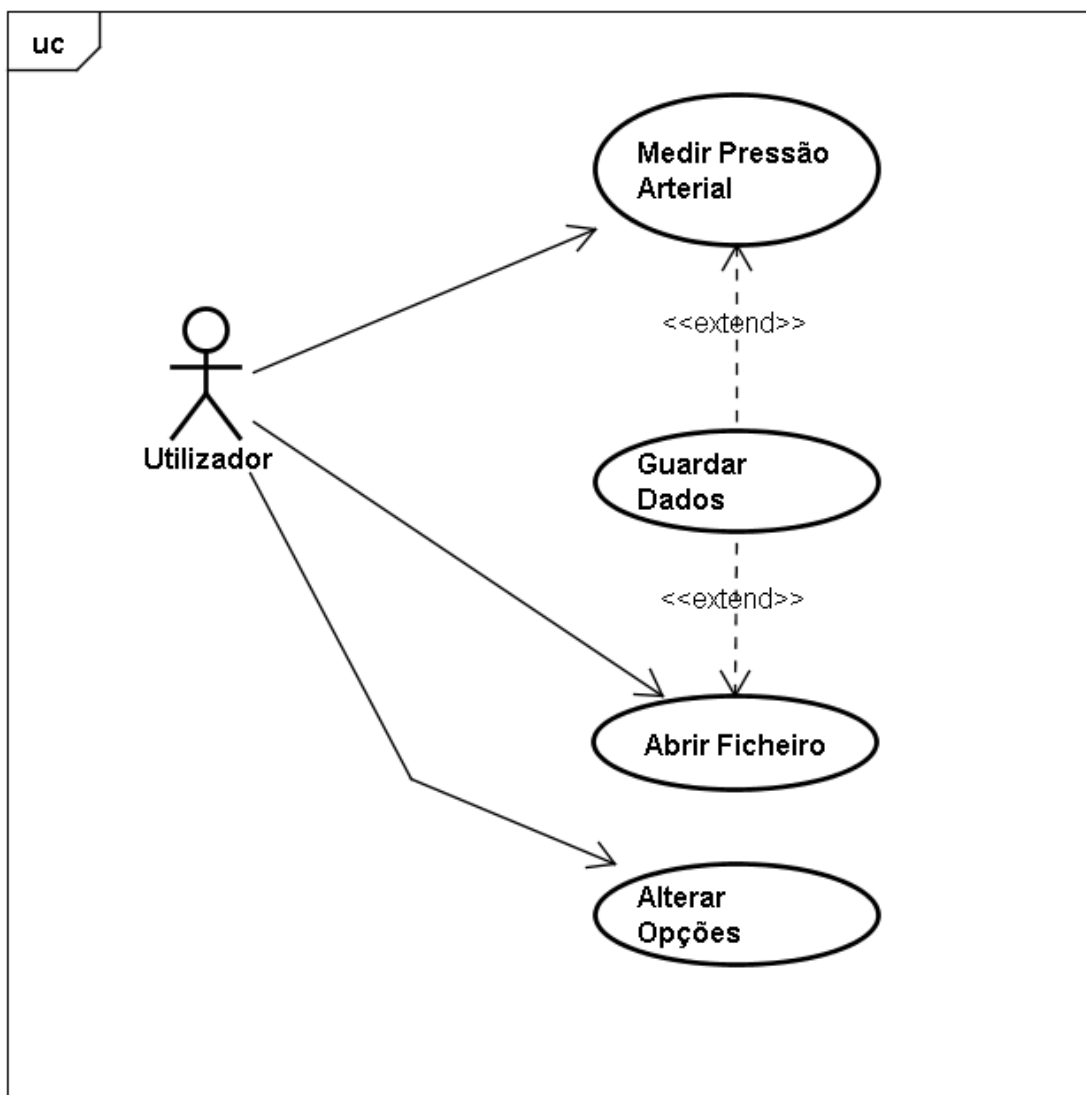 uc
Medir Pressão
Arterial
<<extend>>
Utilizador
Guardar
Dados
<<extend>>
Abrir Ficheiro
Alterar
Opções